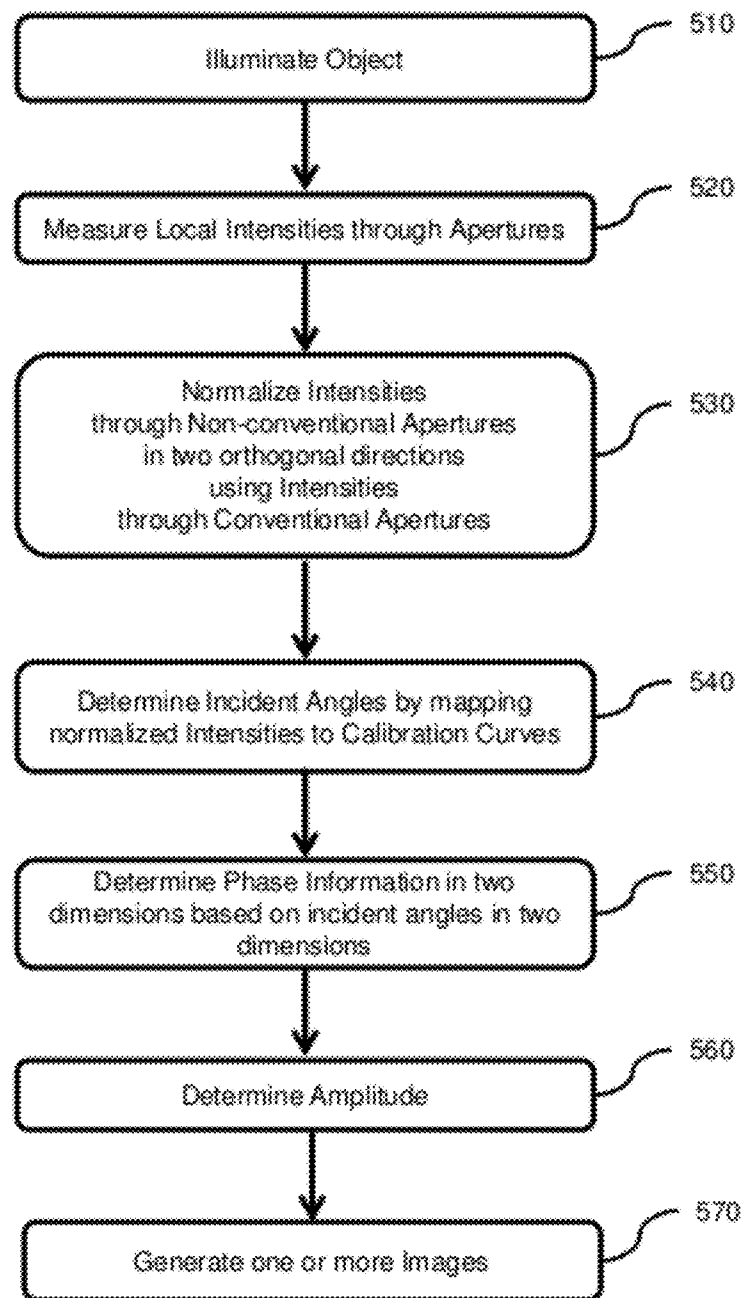 510
Illuminate Object
520
Measure Local Intensities through Apertures
Normalize Intensities
through Non-conventional Apertures
530
in two orthogonal directions
using Intensities
through Conventional Apertures
540
Determine Incident Angles by mapping
normalized Intensities to Calibration Curves
Determine Phase Information in two
550
dimensions based on incident angles in two
dimensions
560
Determine Amplitude
570
Generate one or more Images